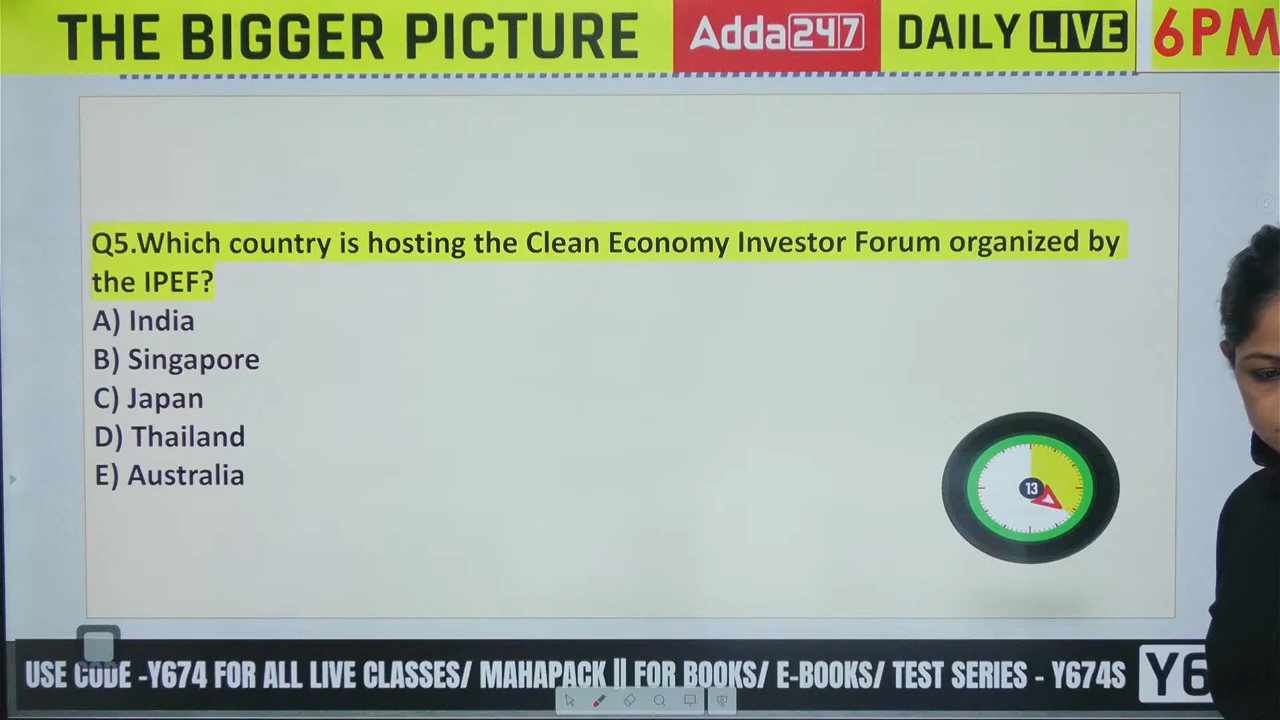 THE BIGGER PICTURE Adda247 DAILY LIVE 6PM
Q5.Which country is hosting the Clean Economy Investor Forum organized by
the IPEF?
A) India
B) Singapore
C) Japan
D) Thailand
E) Australia
13
USE CODE -Y674 FOR ALL LIVE CLASSES/ MAHAPACK || FOR BOOKS/ E-BOOKS/ TEST SERIES - Y674S Y6